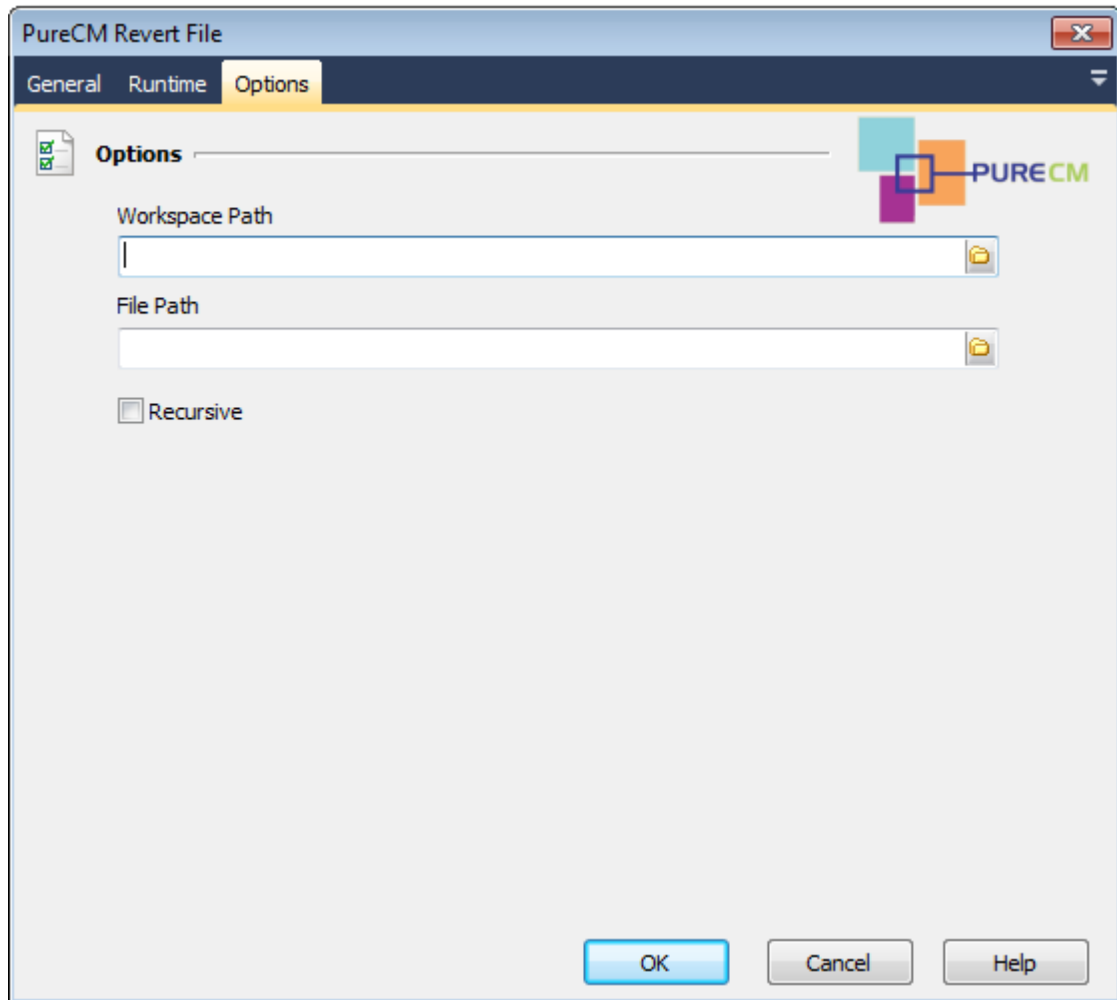 PureCM Revert File
General Runtime Options
Options
PURECM
Workspace Path
File Path
Recursive
OK Cancel Help